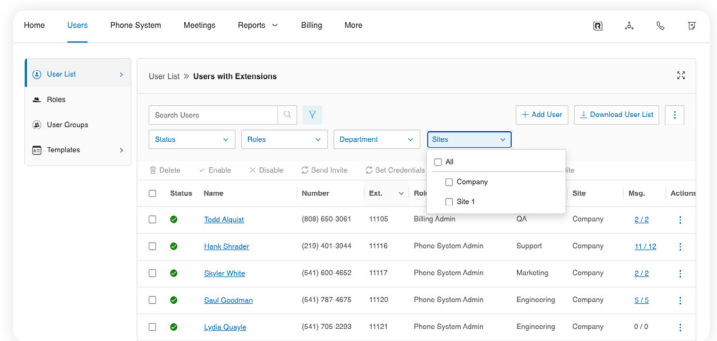 Home Users Phone System Meetings Reports Billing More
User List
Roles
User Groups
Templates
User List » Users with Extensions
Search Users
+ Add User Download User List
Status Roles Department Sites
All
Company
Site 1
Delete Enable Disable Send Invite Set Credentials
Status Name Number Ext. Site Msg. Actions
Todd Alquist (808) 650-3061 11105 Billing Admin QA Company 2 / 2
Hank Shrader (219) 401-3944 11116 Phone System Admin Support Company 11 / 12
Skyler White (541) 600-4652 11117 Phone System Admin Marketing Company 2 / 2
Saul Goodman (541) 787-4675 11120 Phone System Admin Engineering Company 5 / 5
Lydia Quayle (541) 705-2293 11121 Phone System Admin Engineering Company 0 / 0